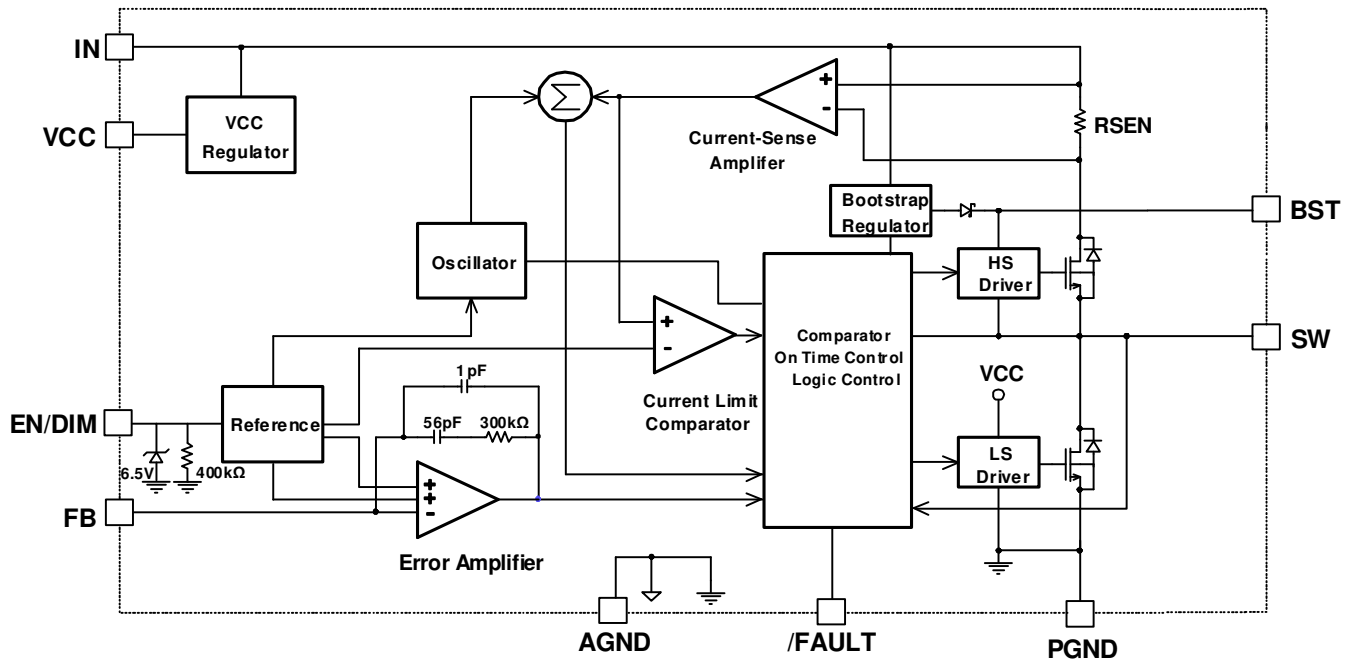 IN
VCC
VCC
Regulator
Σ
+
-
Current-Sense
Amplifer
RSEN
Bootstrap
Regulator
BST
Oscillator
HS
Driver
+
-
Comparator
On Time Control
Logic Control
SW
1pF
56pF
300kΩ
Current Limit
Comparator
VCC
EN/DIM
Reference
6.5V
400kΩ
LS
Driver
+
+
-
FB
Error Amplifier
AGND
/FAULT
PGND